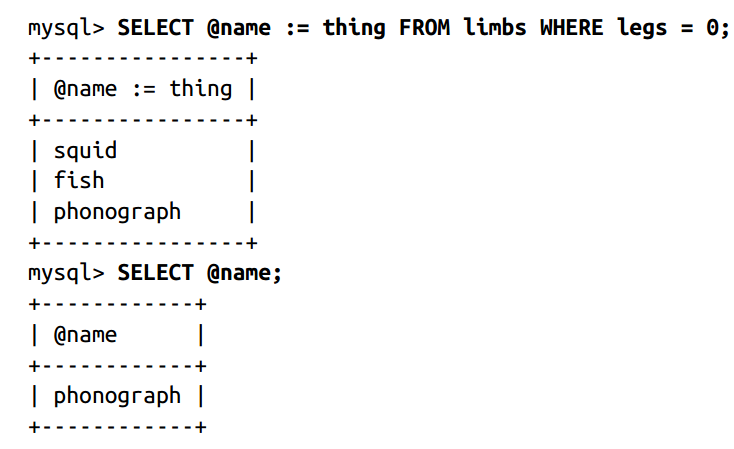 mysql> SELECT @name := thing FROM limbs WHERE legs = 0;
+----------------+
| @name := thing |
+----------------+
| squid          |
| fish           |
| phonograph     |
+----------------+
mysql> SELECT @name;
+------------+
| @name      |
+------------+
| phonograph |
+------------+